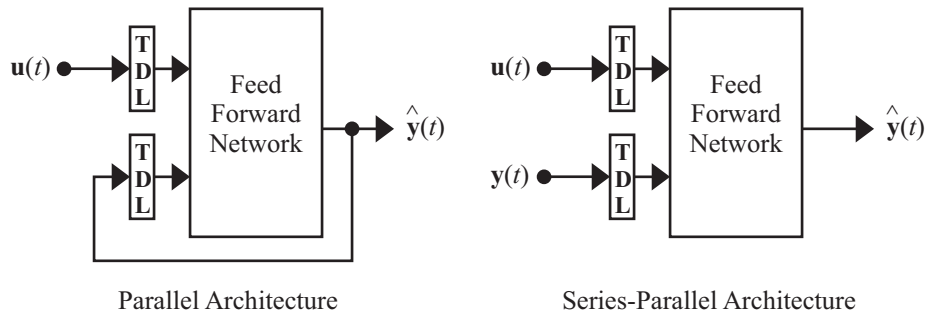 u(t)
T
D
L
T
D
L
Feed
Forward
Network
ŷ(t)
Parallel Architecture
u(t)
y(t)
T
D
L
T
D
L
Feed
Forward
Network
ŷ(t)
Series-Parallel Architecture